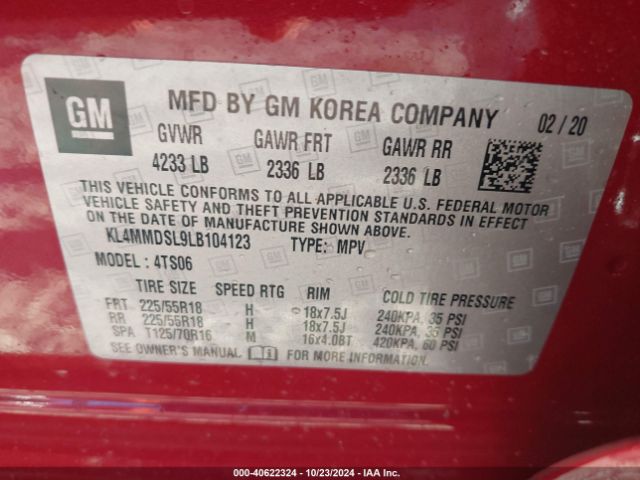 GM
MFD BY GM KOREA COMPANY 02/20
GVWR GAWR FRT GAWR RR
4233 LB 2336 LB 2336 LB
THIS VEHICLE CONFORMS TO ALL APPLICABLE U.S. FEDERAL MOTOR
VEHICLE SAFETY AND THEFT PREVENTION STANDARDS IN EFFECT
ON THE DATE OF MANUFACTURE SHOWN ABOVE.
KL4MMDSL9LB104123 TYPE: MPV
MODEL: 4TS06
TIRE SIZE SPEED RTG RIM COLD TIRE PRESSURE
FRT 225/55R18 H 18x7.5J 240KPA, 35 PSI
RR 225/55R18 H 18x7.5J 240KPA, 35 PSI
SPA T125/70R16 M 16x4.0BT 420KPA, 60 PSI
SEE OWNER'S MANUAL FOR MORE INFORMATION.
000-40622324 | 10/23/2024 | IAA Inc.